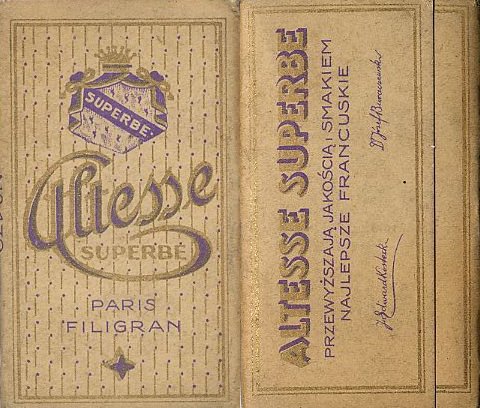 SUPERBE
Altesse
SUPERBE
PARIS
FILIGRAN
ALTESSE SUPERBE
PRZEWYŻSZAJĄ JAKOŚCIĄ i SMAKIEM
NAJLEPSZE FRANCUSKIE